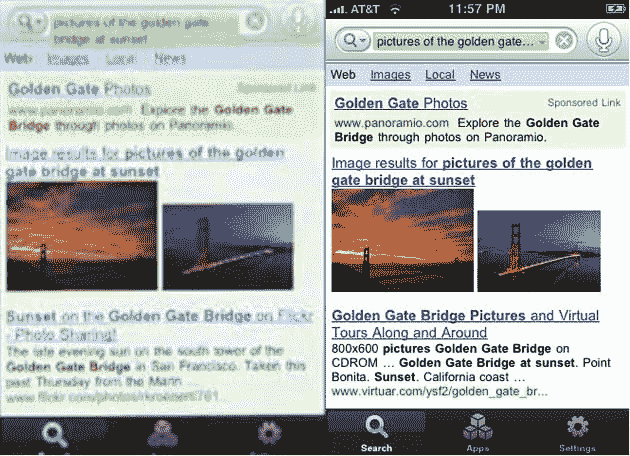 pictures of the golden gate
bridge at sunset
Web Images Local News
Golden Gate Photos Sponsored Link
www.panoramio.com Explore the Golden Gate
Bridge through photos on Panoramio.
Image results for pictures of the golden
gate bridge at sunset
Sunset on the Golden Gate Bridge on Flickr
- Photo Sharing!
The late evening sun on the south tower of the
Golden Gate Bridge in San Francisco. Taken this
past Thursday from the Marin ...
AT&T 11:57 PM
pictures of the golden gate...
Web Images Local News
Golden Gate Photos Sponsored Link
www.panoramio.com Explore the Golden Gate
Bridge through photos on Panoramio.
Image results for pictures of the golden
gate bridge at sunset
Golden Gate Bridge Pictures and Virtual
Tours Along and Around
800x600 pictures Golden Gate Bridge on
CDROM ... Golden Gate Bridge at sunset. Point
Bonita. Sunset. California coast ...
www.virtuar.com/ysf2/golden_gate_br...
Search Apps Settings